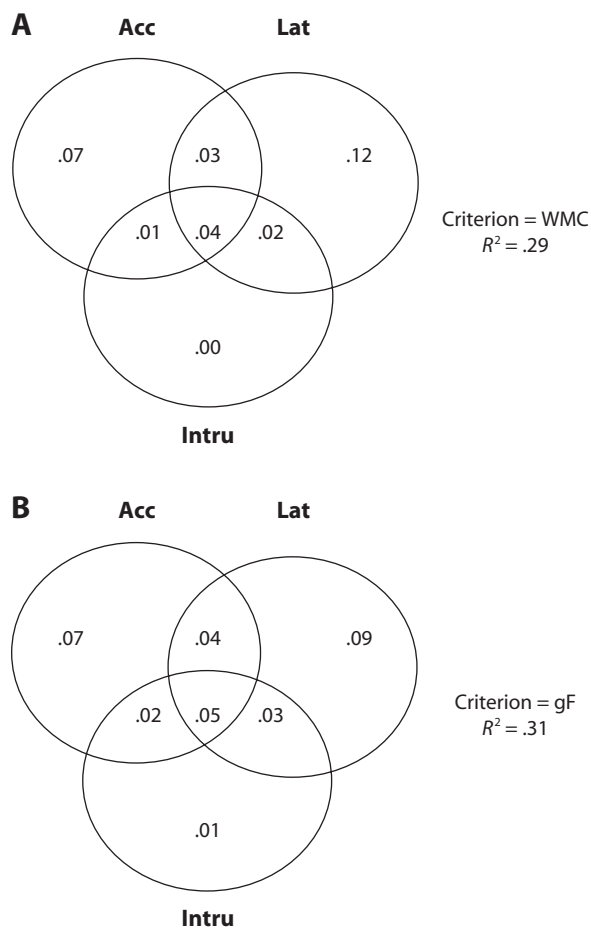 A
Acc Lat
.07 .03 .12
.01 .04 .02
.00
Intru
Criterion = WMC
R² = .29
B
Acc Lat
.07 .04 .09
.02 .05 .03
.01
Intru
Criterion = gF
R² = .31